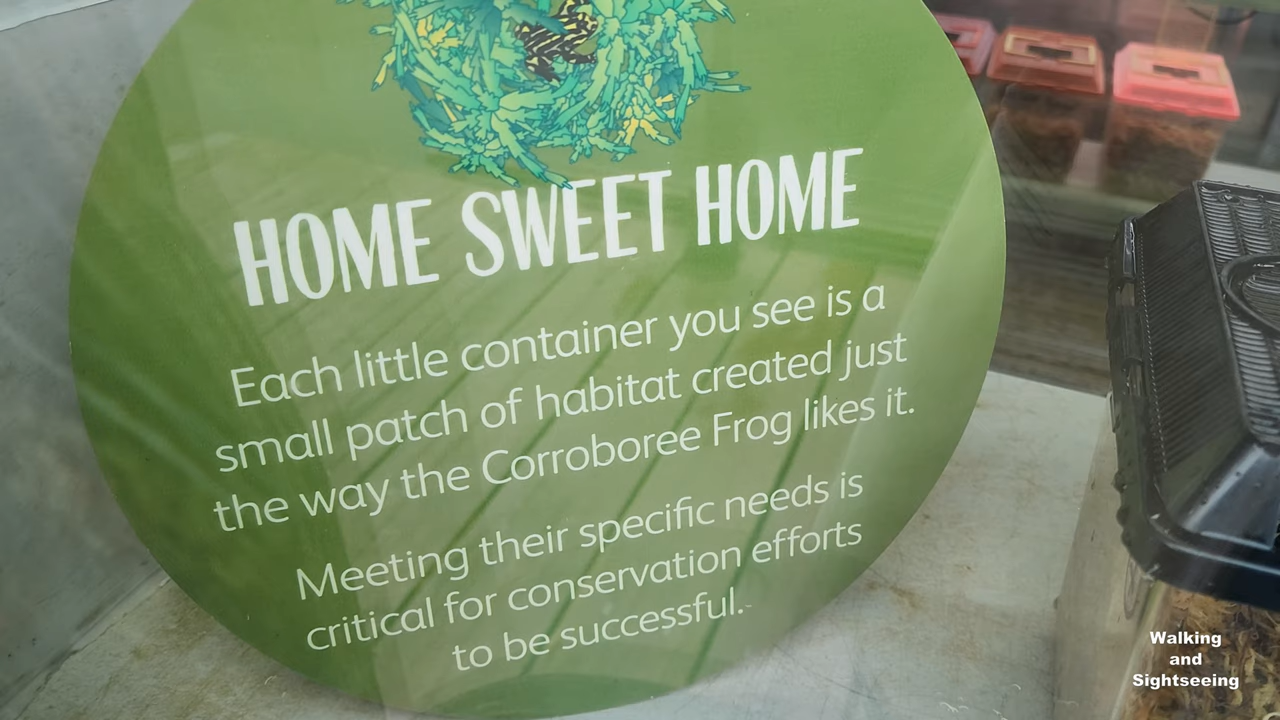 HOME SWEET HOME
Each little container you see is a
small patch of habitat created just
the way the Corroboree Frog likes it.
Meeting their specific needs is
critical for conservation efforts
to be successful.
Walking
and
Sightseeing